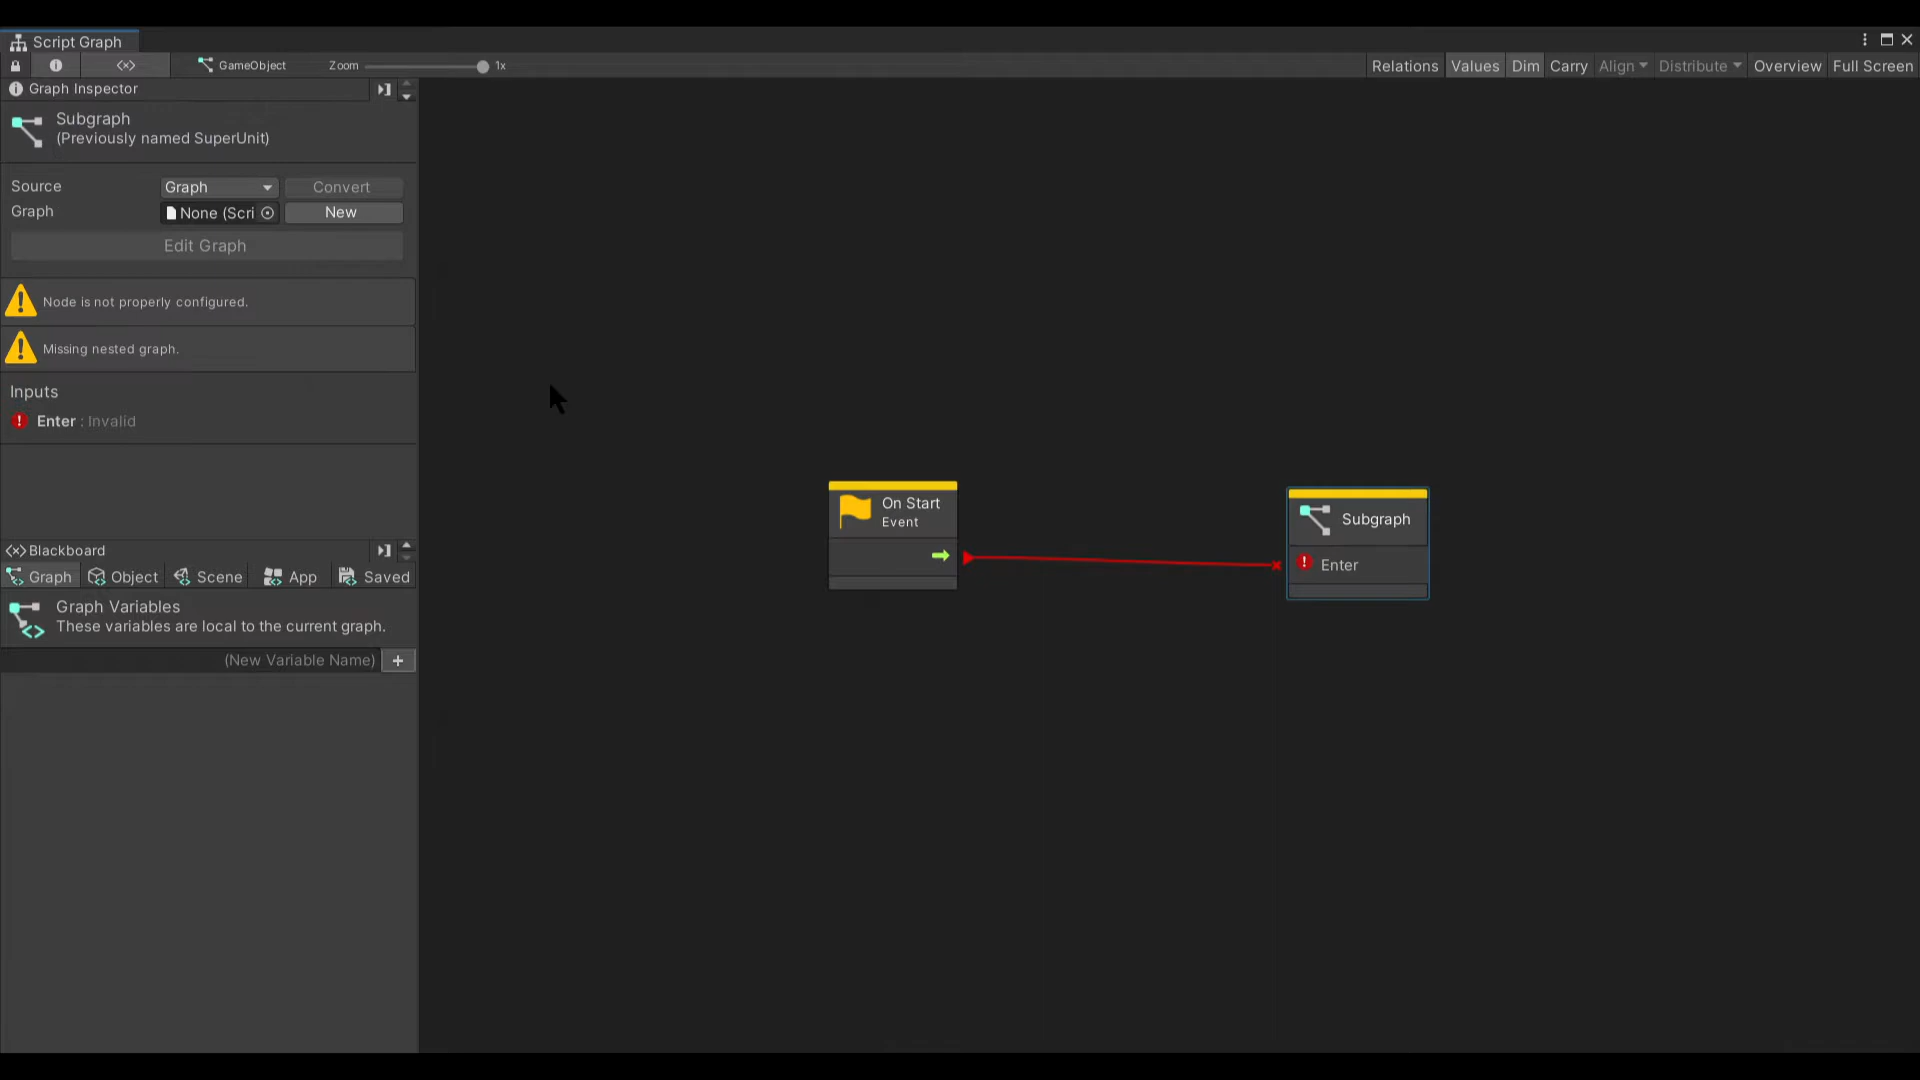 Script Graph
GameObject
Zoom
1x
Relations
Values
Dim
Carry
Align
Distribute
Overview
Full Screen
Graph Inspector
Subgraph
(Previously named SuperUnit)
Source
Graph
Convert
Graph
None (Scri
New
Edit Graph
Node is not properly configured.
Missing nested graph.
Inputs
Enter : Invalid
On Start
Event
Subgraph
Enter
Blackboard
Graph
Object
Scene
App
Saved
Graph Variables
These variables are local to the current graph.
(New Variable Name)